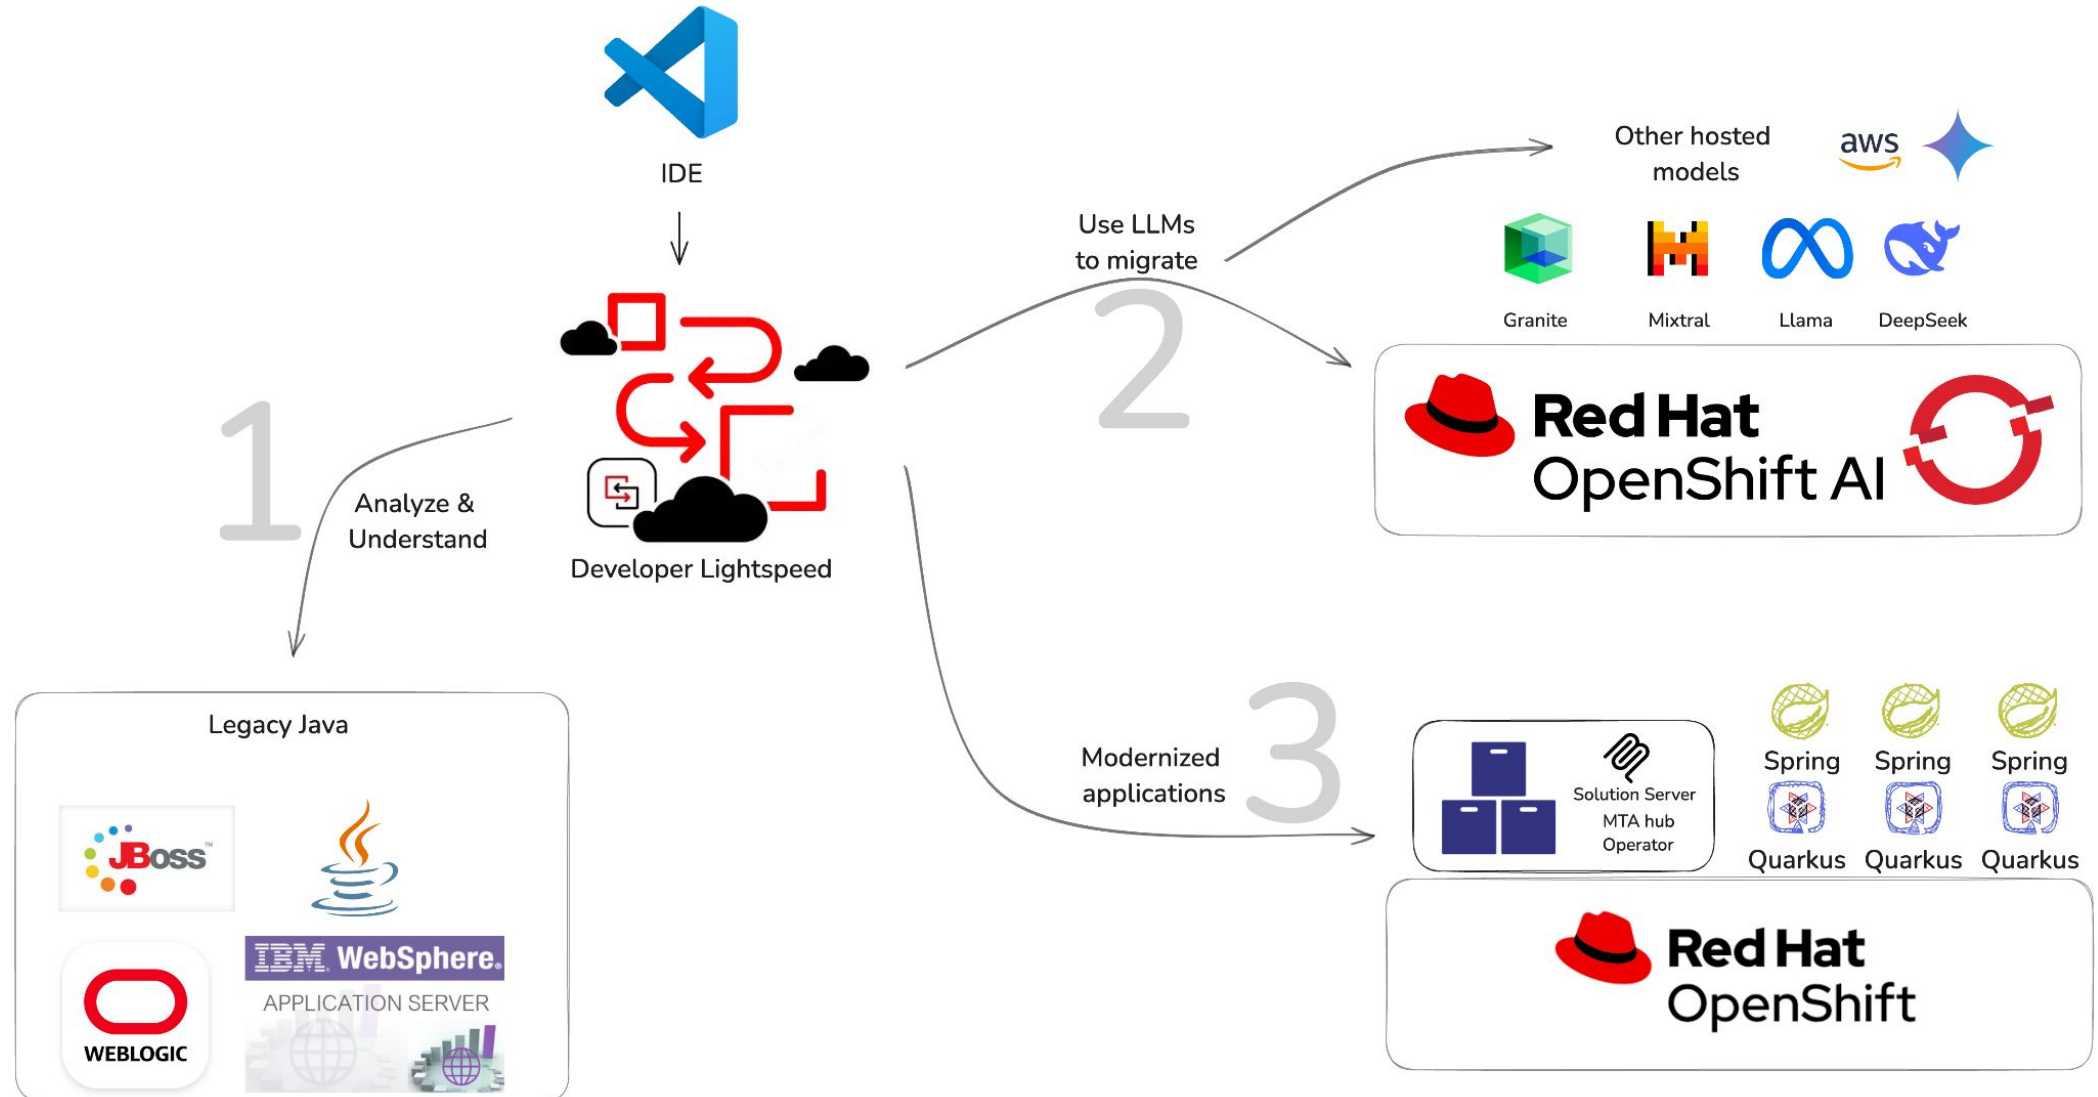 IDE
Developer Lightspeed
1
Analyze &
Understand
Legacy Java
JBoss™
IBM WebSphere®
APPLICATION SERVER
WEBLOGIC
Use LLMs
to migrate
2
Other hosted
models
aws
Granite
Mixtral
Llama
DeepSeek
Red Hat
OpenShift AI
3
Modernized
applications
Solution Server
MTA hub
Operator
Spring
Spring
Spring
Quarkus
Quarkus
Quarkus
Red Hat
OpenShift